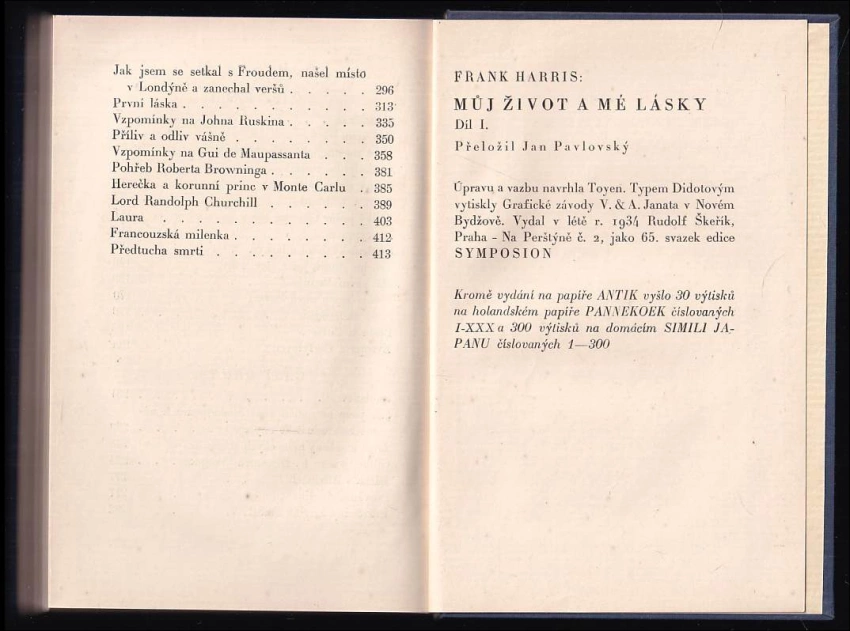 Jak jsem se setkal s Froudem, našel místo
v Londýně a zanechal veršů . . . . . 296
První láska . . . . . . . . . . . 313
Vzpomínky na Johna Ruskina . . . . . 335
Příliv a odliv vášně . . . . . . . . 350
Vzpomínky na Gui de Maupassanta . . . 358
Pohřeb Roberta Browninga . . . . . . 381
Herečka a korunní princ v Monte Carlu . 385
Lord Randolph Churchill . . . . . . 389
Laura . . . . . . . . . . . . 403
Francouzská milenka . . . . . . . . 412
Předtucha smrti . . . . . . . . . 413
FRANK HARRIS:
MŮJ ŽIVOT A MÉ LÁSKY
Díl I.
Přeložil Jan Pavlovský
Úpravu a vazbu navrhla Toyen. Typem Didotovým
vytiskly Grafické závody V. & A. Janata v Novém
Bydžově. Vydal v létě r. 1934 Rudolf Škeřík,
Praha - Na Perštýně č. 2, jako 65. svazek edice
SYMPOSION
Kromě vydání na papíře ANTIK vyšlo 30 výtisků
na holandském papíře PANNEKOEK číslovaných
I-XXX a 300 výtisků na domácím SIMILI JA-
PANU číslovaných 1—300